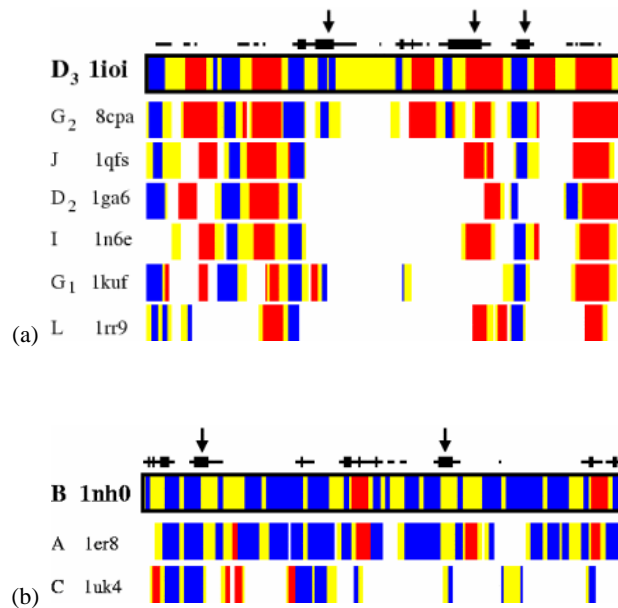 D3 1ioi
G2 8cpa
J 1qfs
D2 1ga6
I 1n6e
G1 1kuf
L 1rr9
(a)
B 1nh0
A 1er8
C 1uk4
(b)